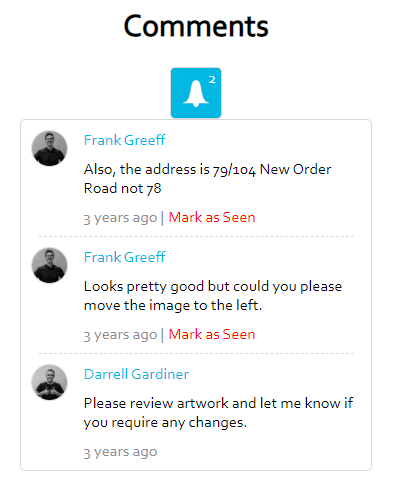 Comments
2
Frank Greeff
Also, the address is 79/104 New Order
Road not 78
3 years ago | Mark as Seen
Frank Greeff
Looks pretty good but could you please
move the image to the left.
3 years ago | Mark as Seen
Darrell Gardiner
Please review artwork and let me know if
you require any changes.
3 years ago